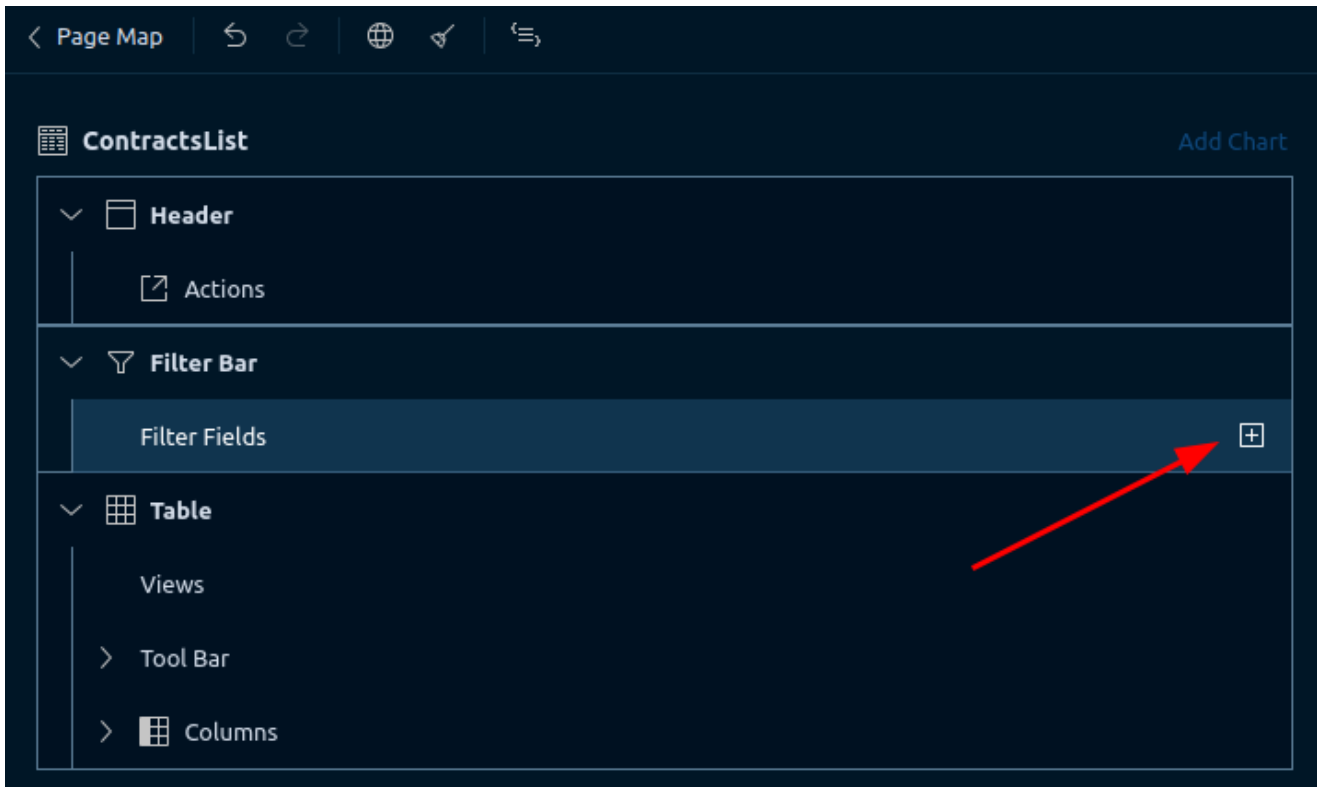 Page Map
ContractsList
Add Chart
Header
Actions
Filter Bar
Filter Fields
Table
Views
Tool Bar
Columns